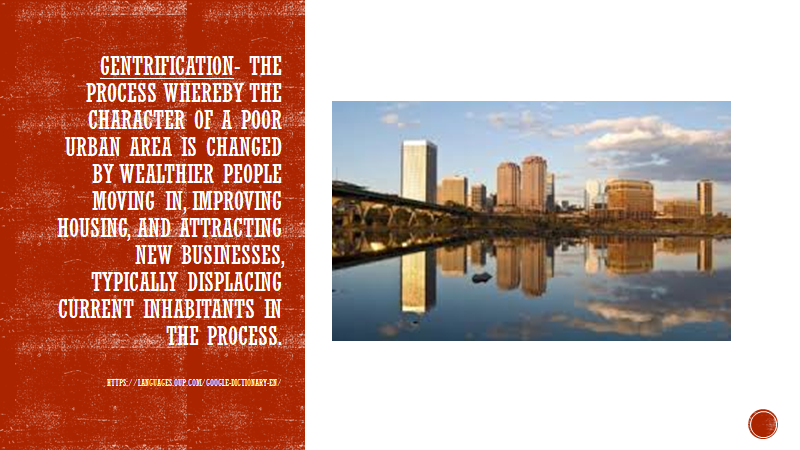 GENTRIFICATION- THE
PROCESS WHEREBY THE
CHARACTER OF A POOR
URBAN AREA IS CHANGED
BY WEALTHIER PEOPLE
MOVING IN, IMPROVING
HOUSING, AND ATTRACTING
NEW BUSINESSES,
TYPICALLY DISPLACING
CURRENT INHABITANTS IN
THE PROCESS.
HTTPS://LANGUAGES.OUP.COM/GOOGLE-DICTIONARY-EN/